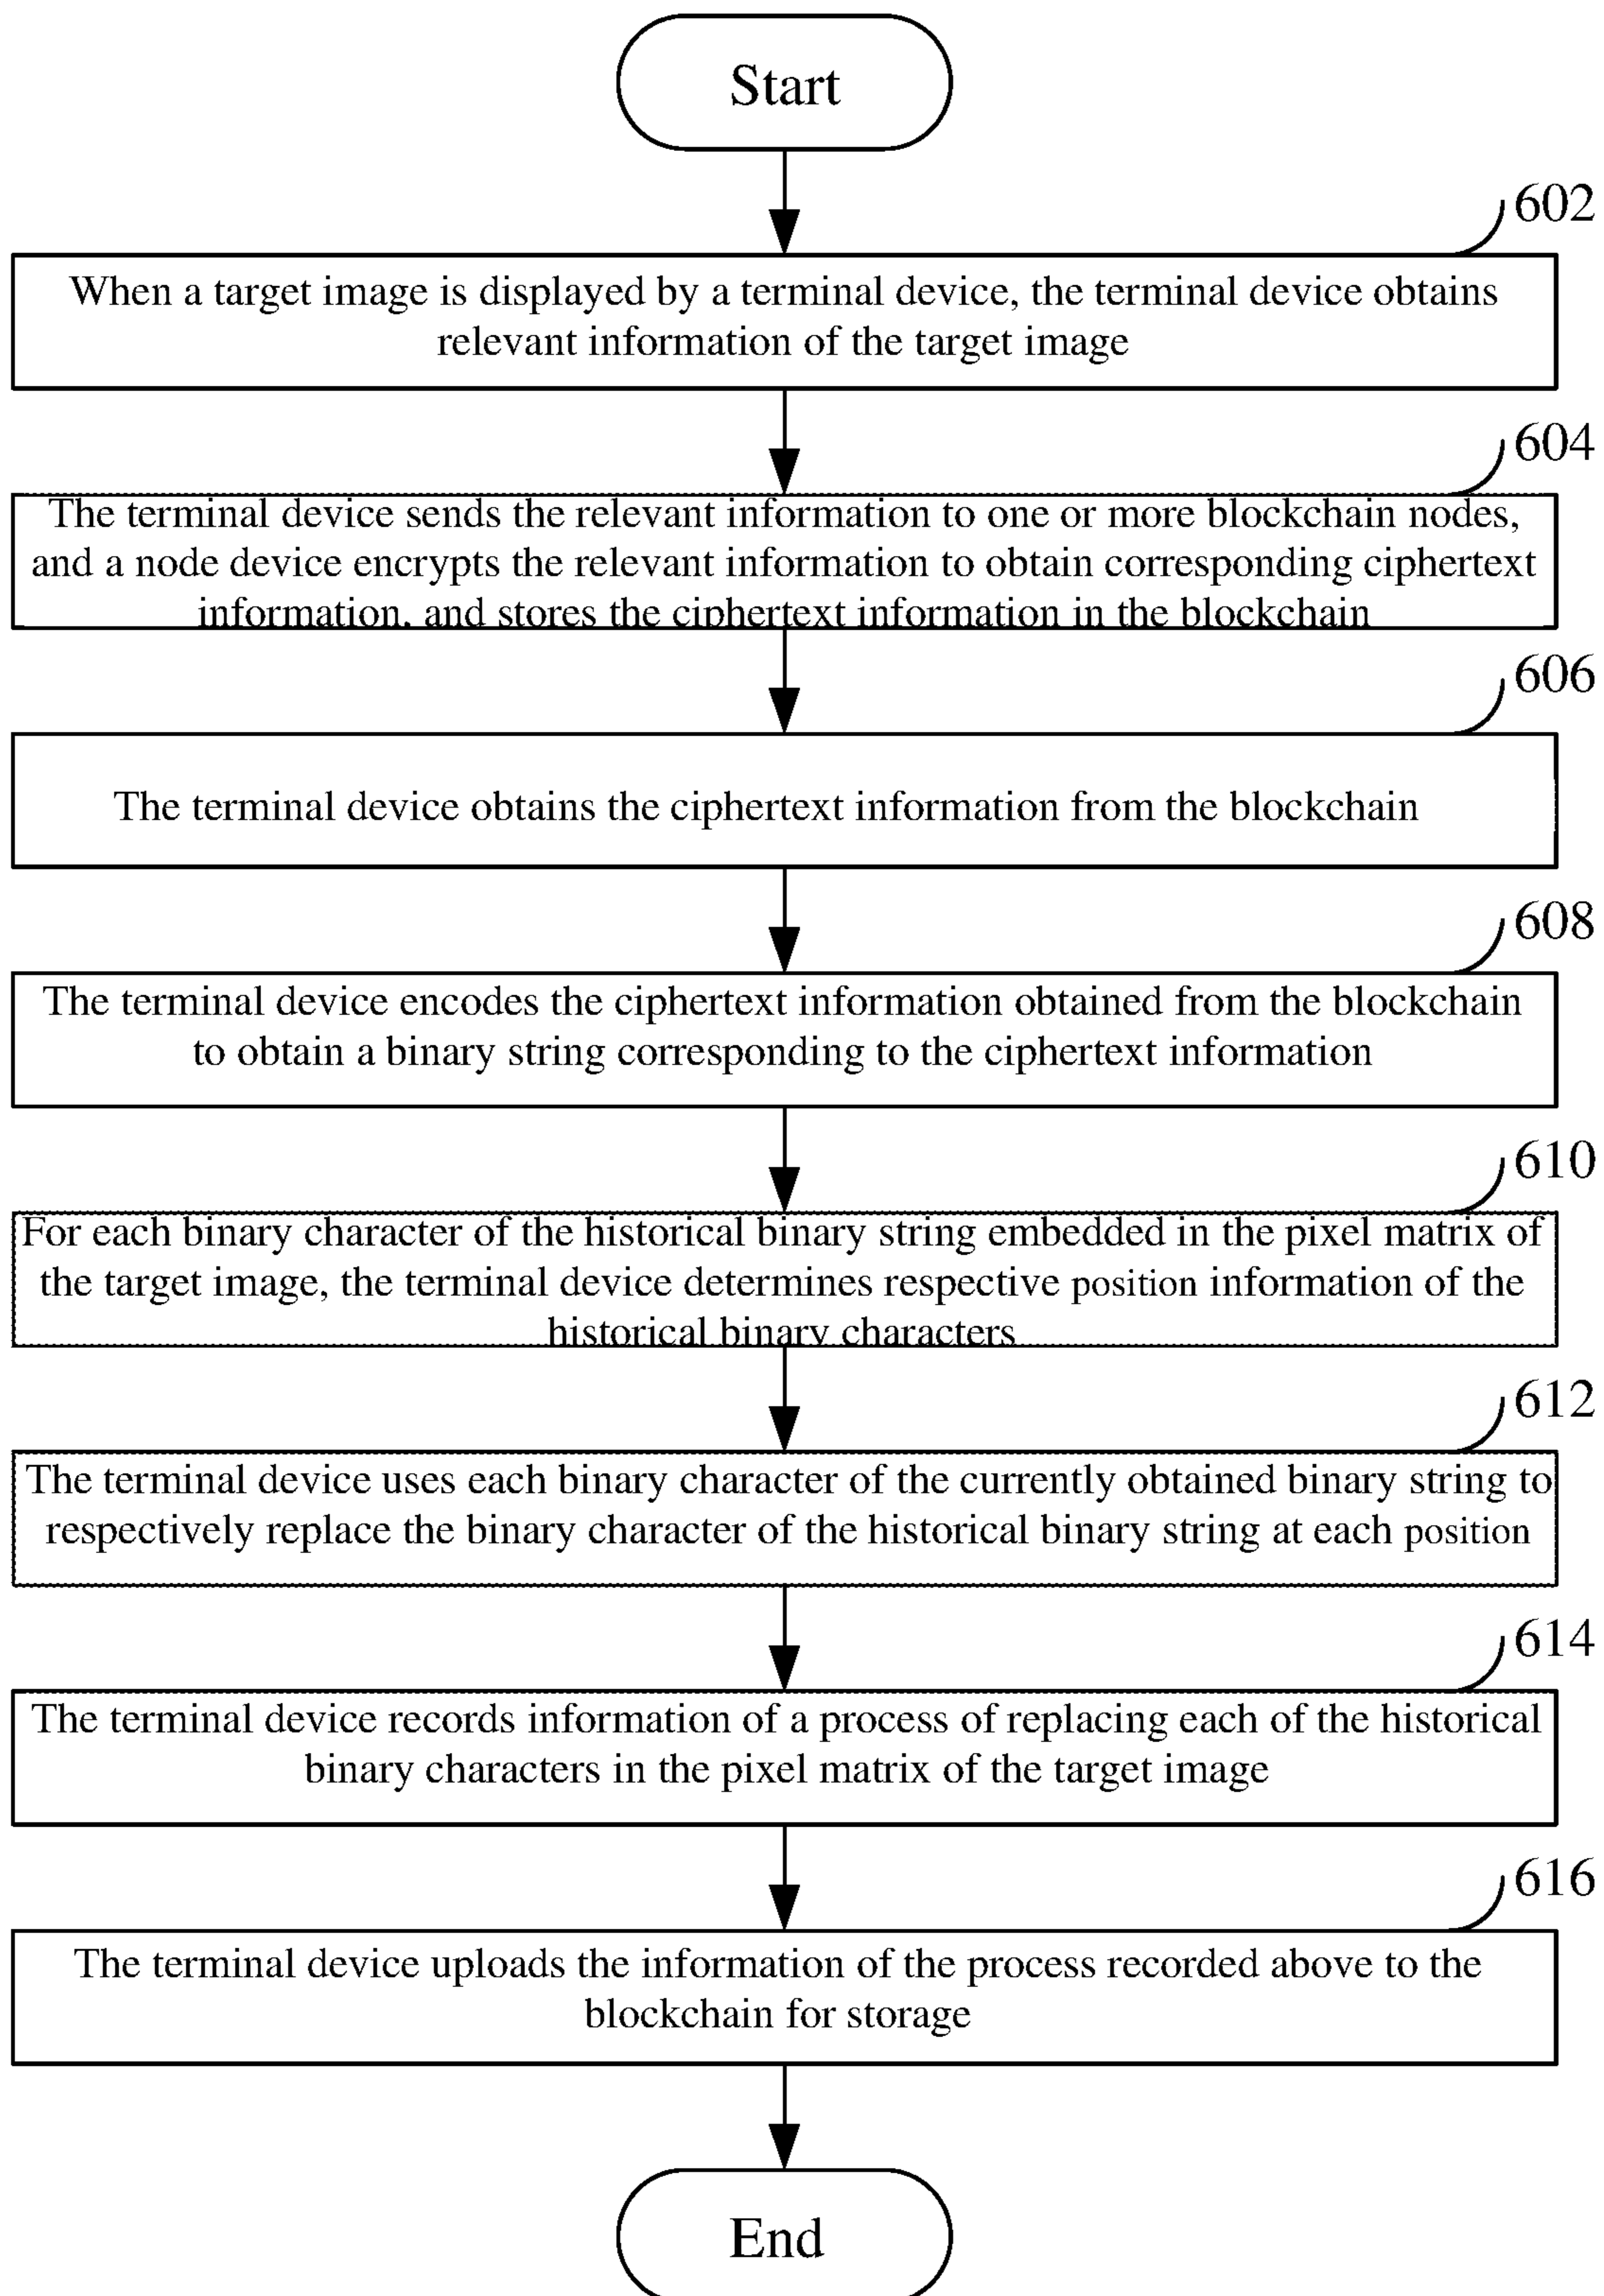 Start
602
When a target image is displayed by a terminal device, the terminal device obtains
relevant information of the target image
604
The terminal device sends the relevant information to one or more blockchain nodes,
and a node device encrypts the relevant information to obtain corresponding ciphertext
information, and stores the ciphertext information in the blockchain
606
The terminal device obtains the ciphertext information from the blockchain
608
The terminal device encodes the ciphertext information obtained from the blockchain
to obtain a binary string corresponding to the ciphertext information
610
For each binary character of the historical binary string embedded in the pixel matrix of
the target image, the terminal device determines respective position information of the
historical binary characters
612
The terminal device uses each binary character of the currently obtained binary string to
respectively replace the binary character of the historical binary string at each position
614
The terminal device records information of a process of replacing each of the historical
binary characters in the pixel matrix of the target image
616
The terminal device uploads the information of the process recorded above to the
blockchain for storage
End